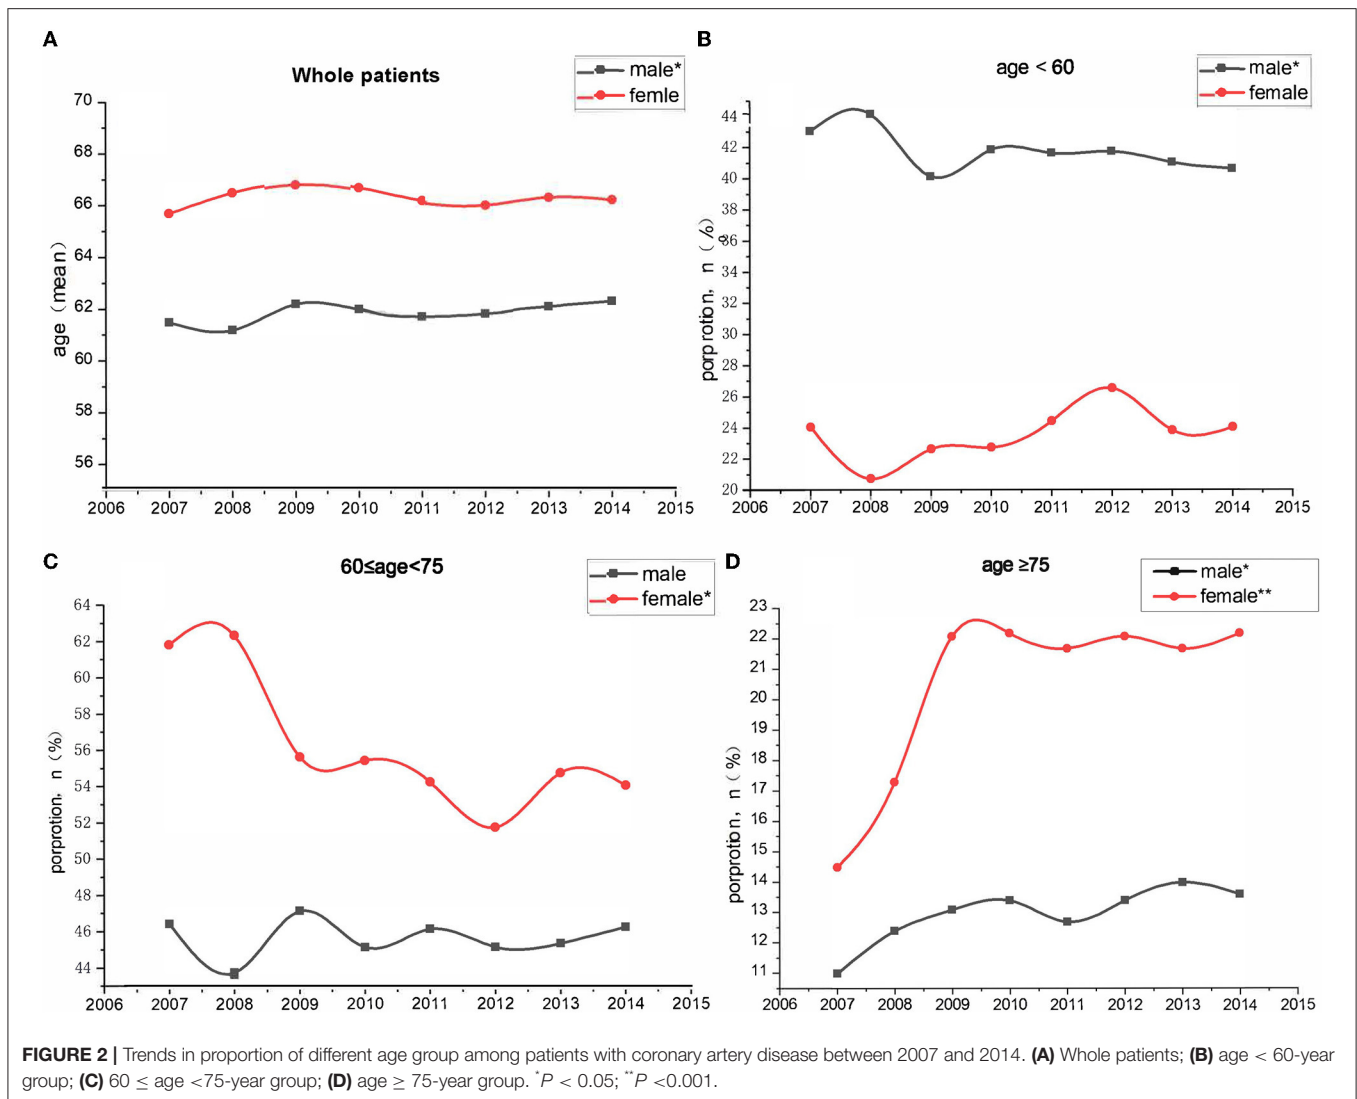 A
Whole patients
male*
femle
70
68
66
64
62
60
58
56
age (mean)
2006 2007 2008 2009 2010 2011 2012 2013 2014 2015
B
age < 60
male*
female
44
42
40
38
36
34
32
30
28
26
24
22
20
porprotion, n (%)
2006 2007 2008 2009 2010 2011 2012 2013 2014 2015
C
60≤age<75
male
female*
64
62
60
58
56
54
52
50
48
46
44
porprotion, n (%)
2006 2007 2008 2009 2010 2011 2012 2013 2014 2015
D
age ≥75
male*
female**
23
22
21
20
19
18
17
16
15
14
13
12
11
porprotion, n (%)
2006 2007 2008 2009 2010 2011 2012 2013 2014 2015
FIGURE 2 | Trends in proportion of different age group among patients with coronary artery disease between 2007 and 2014. (A) Whole patients; (B) age < 60-year
group; (C) 60 ≤ age <75-year group; (D) age ≥ 75-year group. *P < 0.05; **P <0.001.